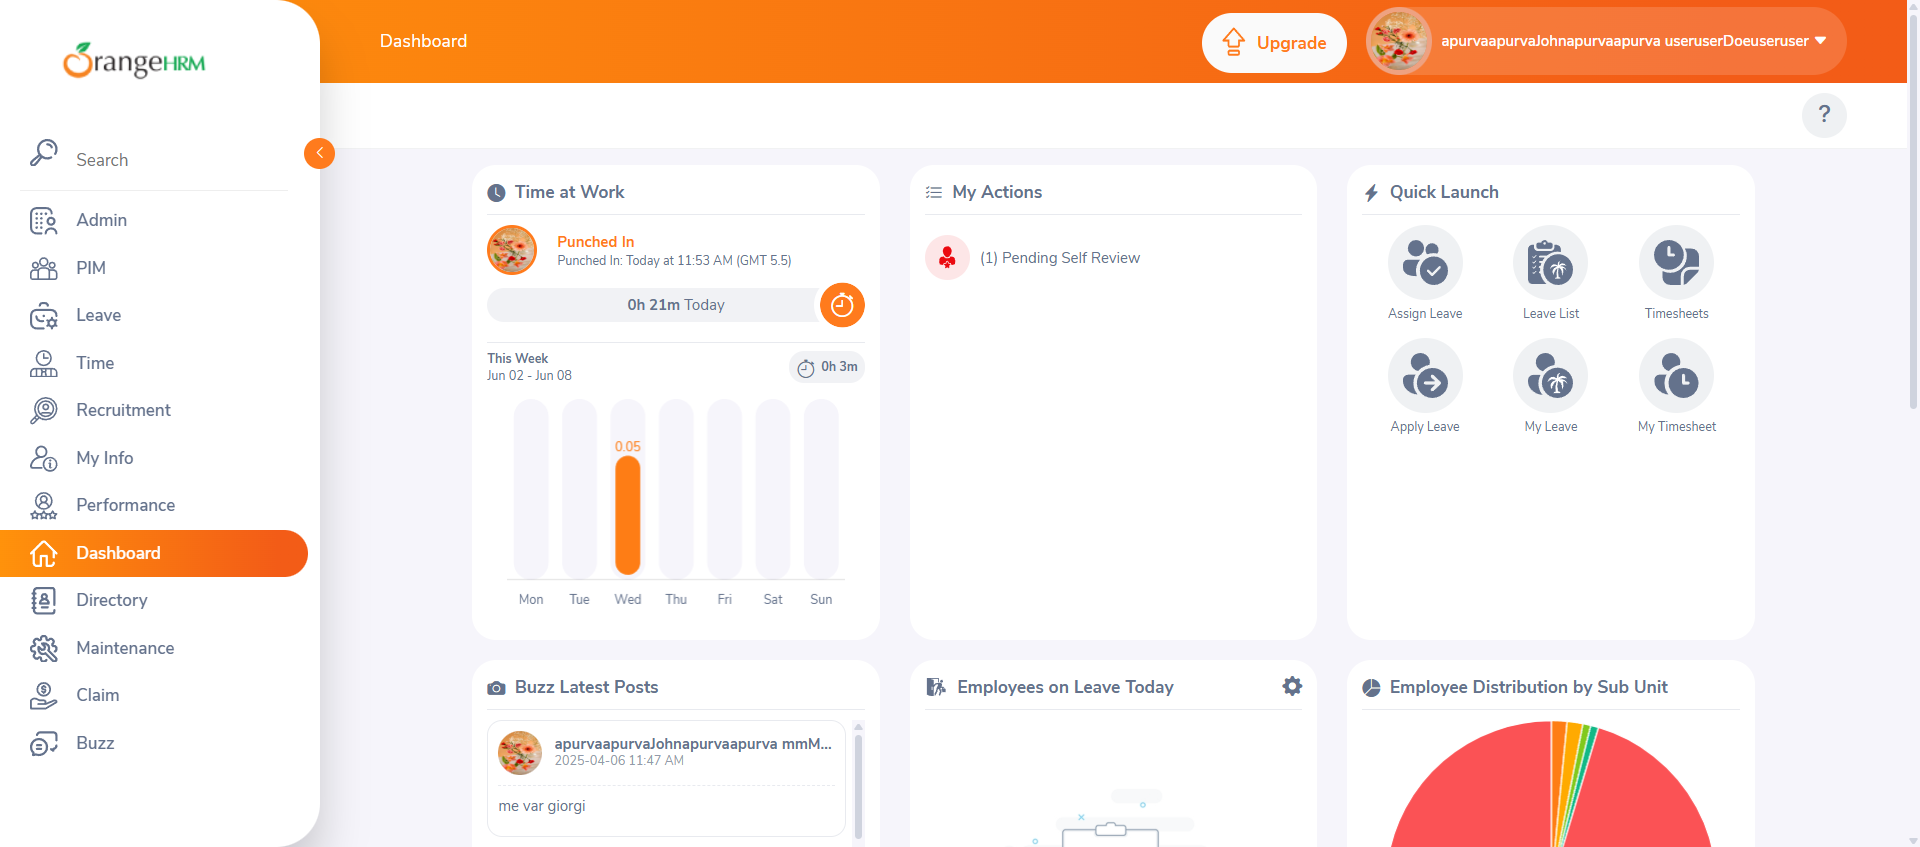 OrangeHRM
Search
Admin
PIM
Leave
Time
Recruitment
My Info
Performance
Dashboard
Directory
Maintenance
Claim
Buzz
Dashboard
Upgrade
apurvaapurvaJohnapurvaapurva useruserDoeuseruser
?
Time at Work
Punched In
Punched In: Today at 11:53 AM (GMT 5.5)
0h 21m Today
This Week
Jun 02 - Jun 08
0h 3m
0.05
Mon Tue Wed Thu Fri Sat Sun
My Actions
(1) Pending Self Review
Quick Launch
Assign Leave
Leave List
Timesheets
Apply Leave
My Leave
My Timesheet
Buzz Latest Posts
apurvaapurvaJohnapurvaapurva mmM...
2025-04-06 11:47 AM
me var giorgi
Employees on Leave Today
Employee Distribution by Sub Unit